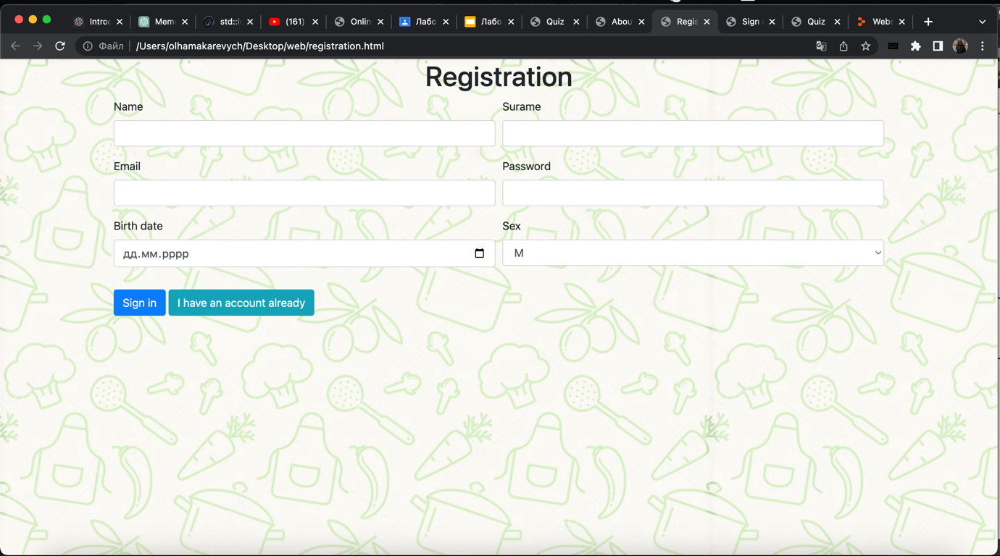 Introc Mem std::l (161) Onlin Лабо Лабо Quiz Abou Regis Sign Quiz Webs
Файл /Users/olhamakarevych/Desktop/web/registration.html
Registration
Name Surame
Email Password
Birth date Sex
дд.мм.рррр M
Sign in I have an account already